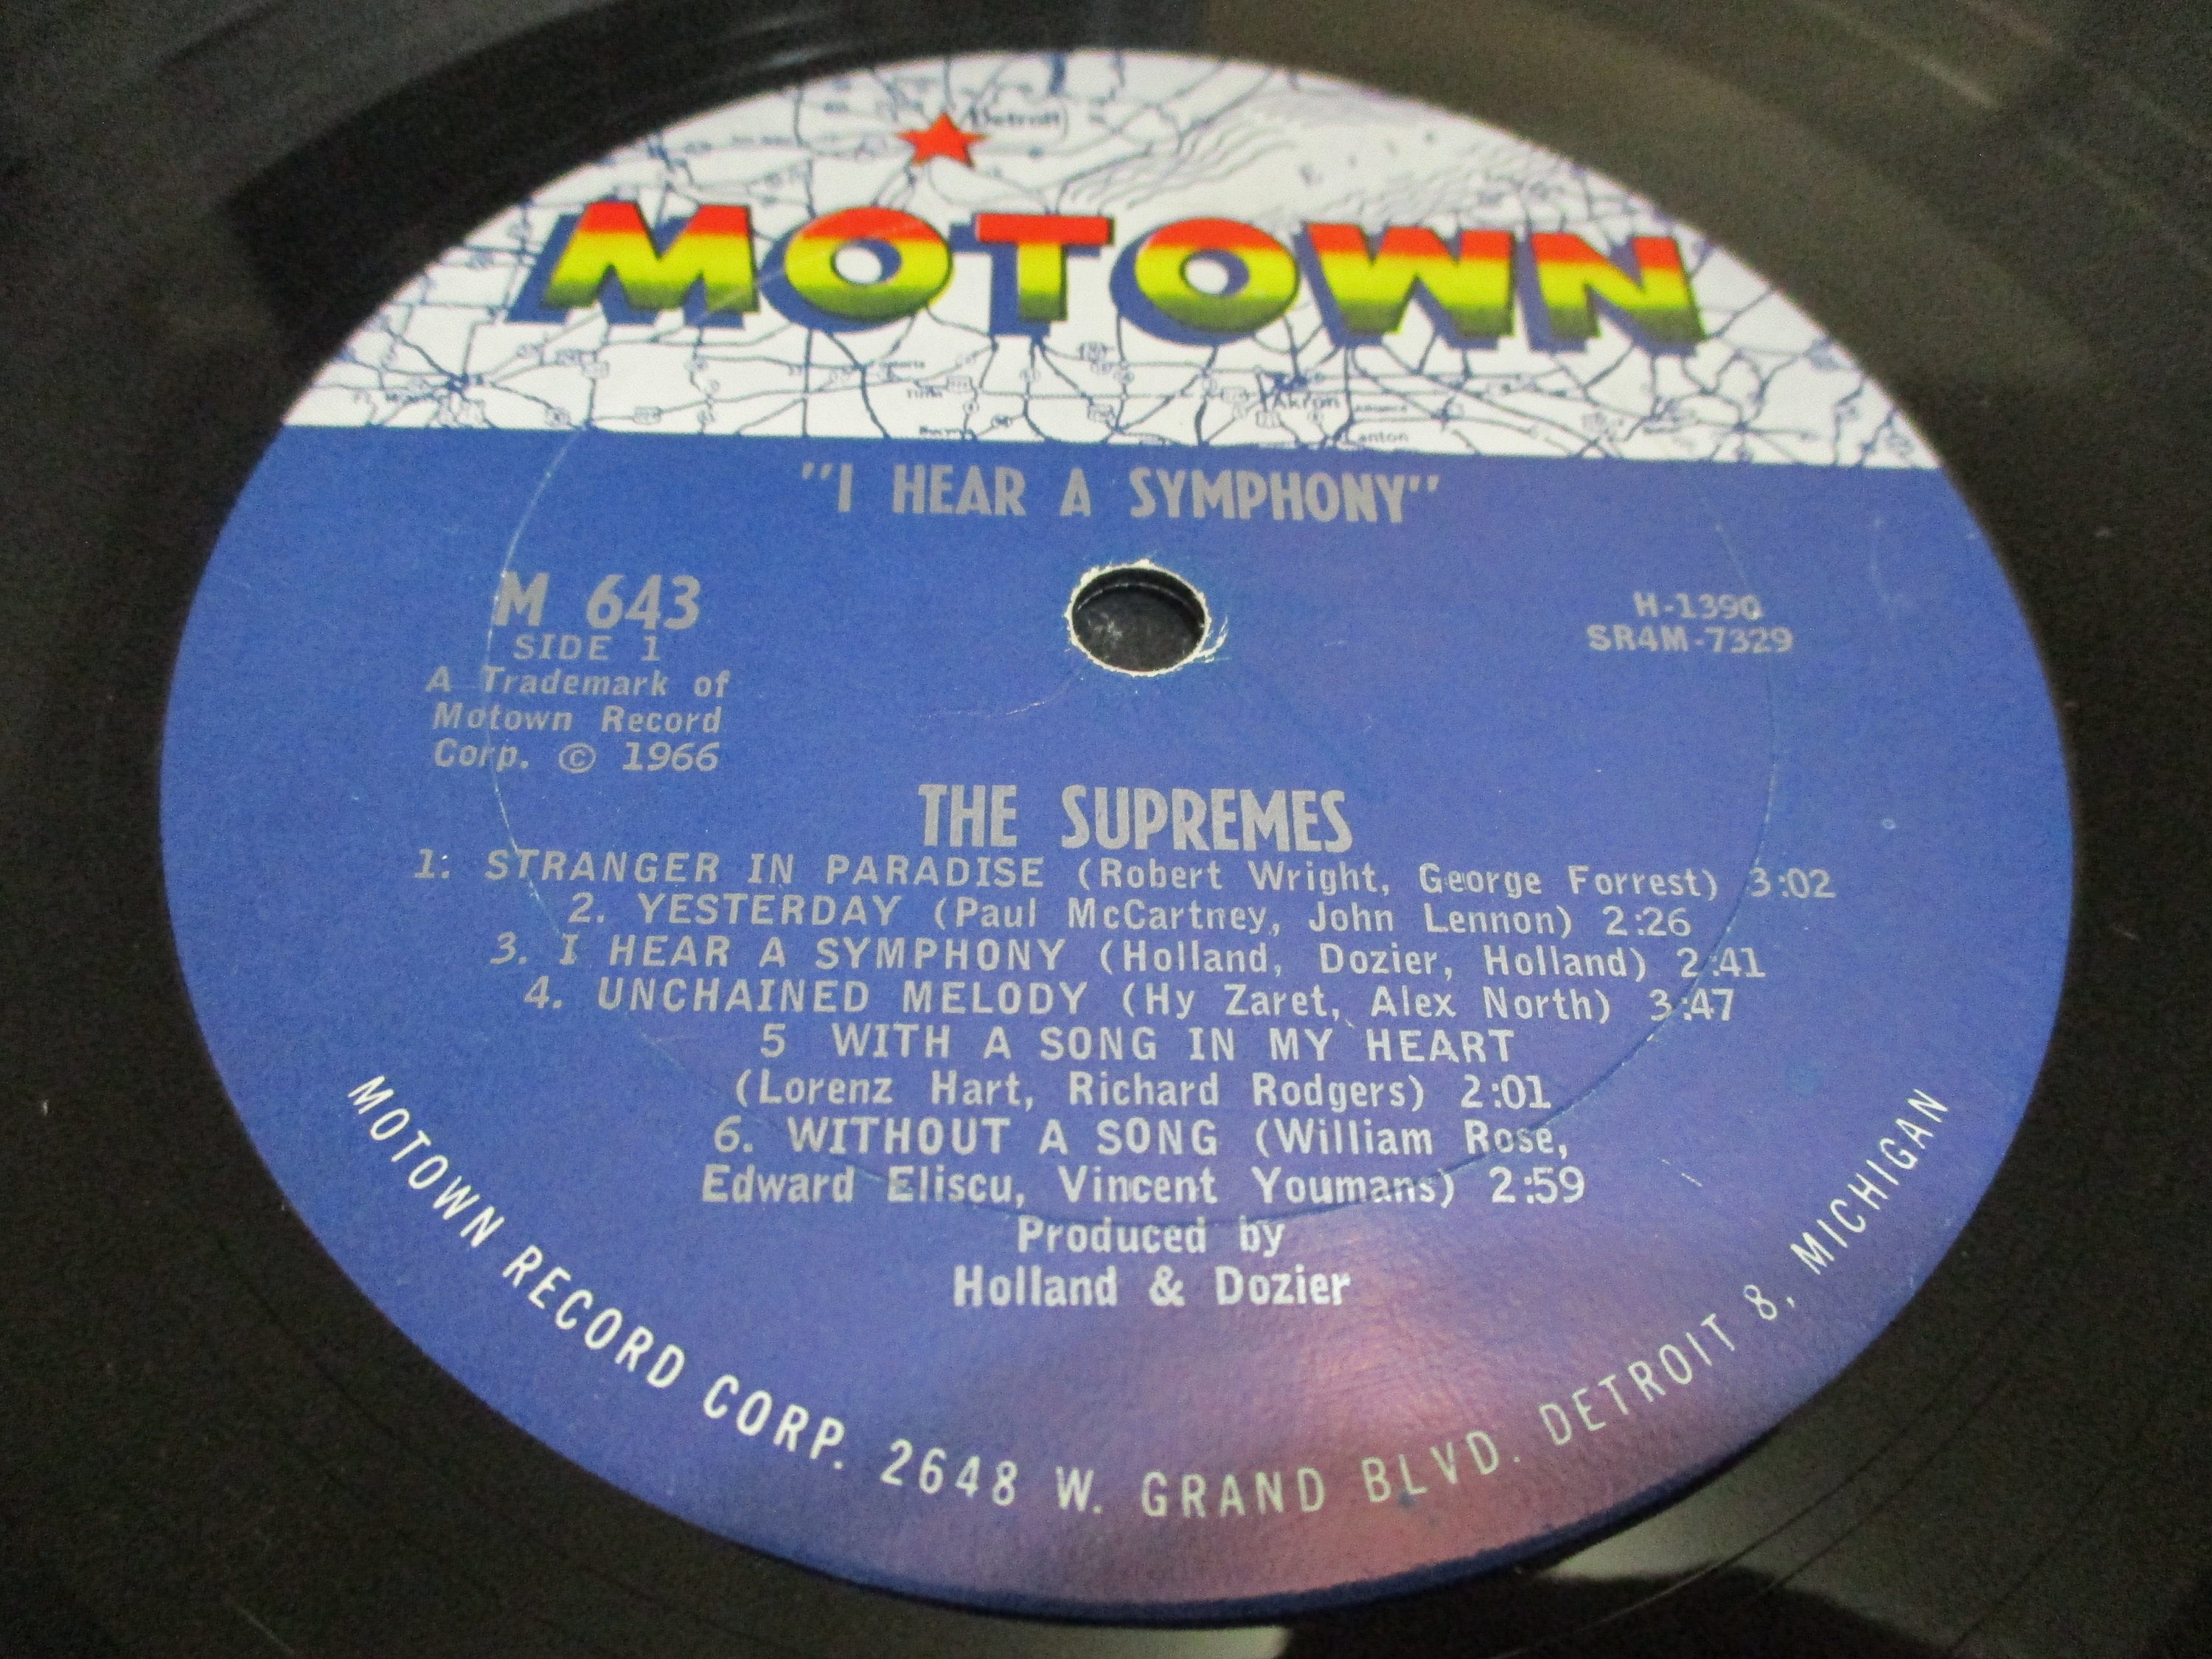 Detroit
MOTOWN
Akron
"I HEAR A SYMPHONY"
M 643
SIDE 1
A Trademark of
Motown Record
Corp. © 1966
H-1390
SR4M-7329
THE SUPREMES
1. STRANGER IN PARADISE (Robert Wright, George Forrest) 3:02
2. YESTERDAY (Paul McCartney, John Lennon) 2:26
3. I HEAR A SYMPHONY (Holland, Dozier, Holland) 2:41
4. UNCHAINED MELODY (Hy Zaret, Alex North) 3:47
5 WITH A SONG IN MY HEART
(Lorenz Hart, Richard Rodgers) 2:01
6. WITHOUT A SONG (William Rose,
Edward Eliscu, Vincent Youmans) 2:59
Produced by
Holland & Dozier
MOTOWN RECORD CORP. 2648 W. GRAND BLVD. DETROIT 8, MICHIGAN